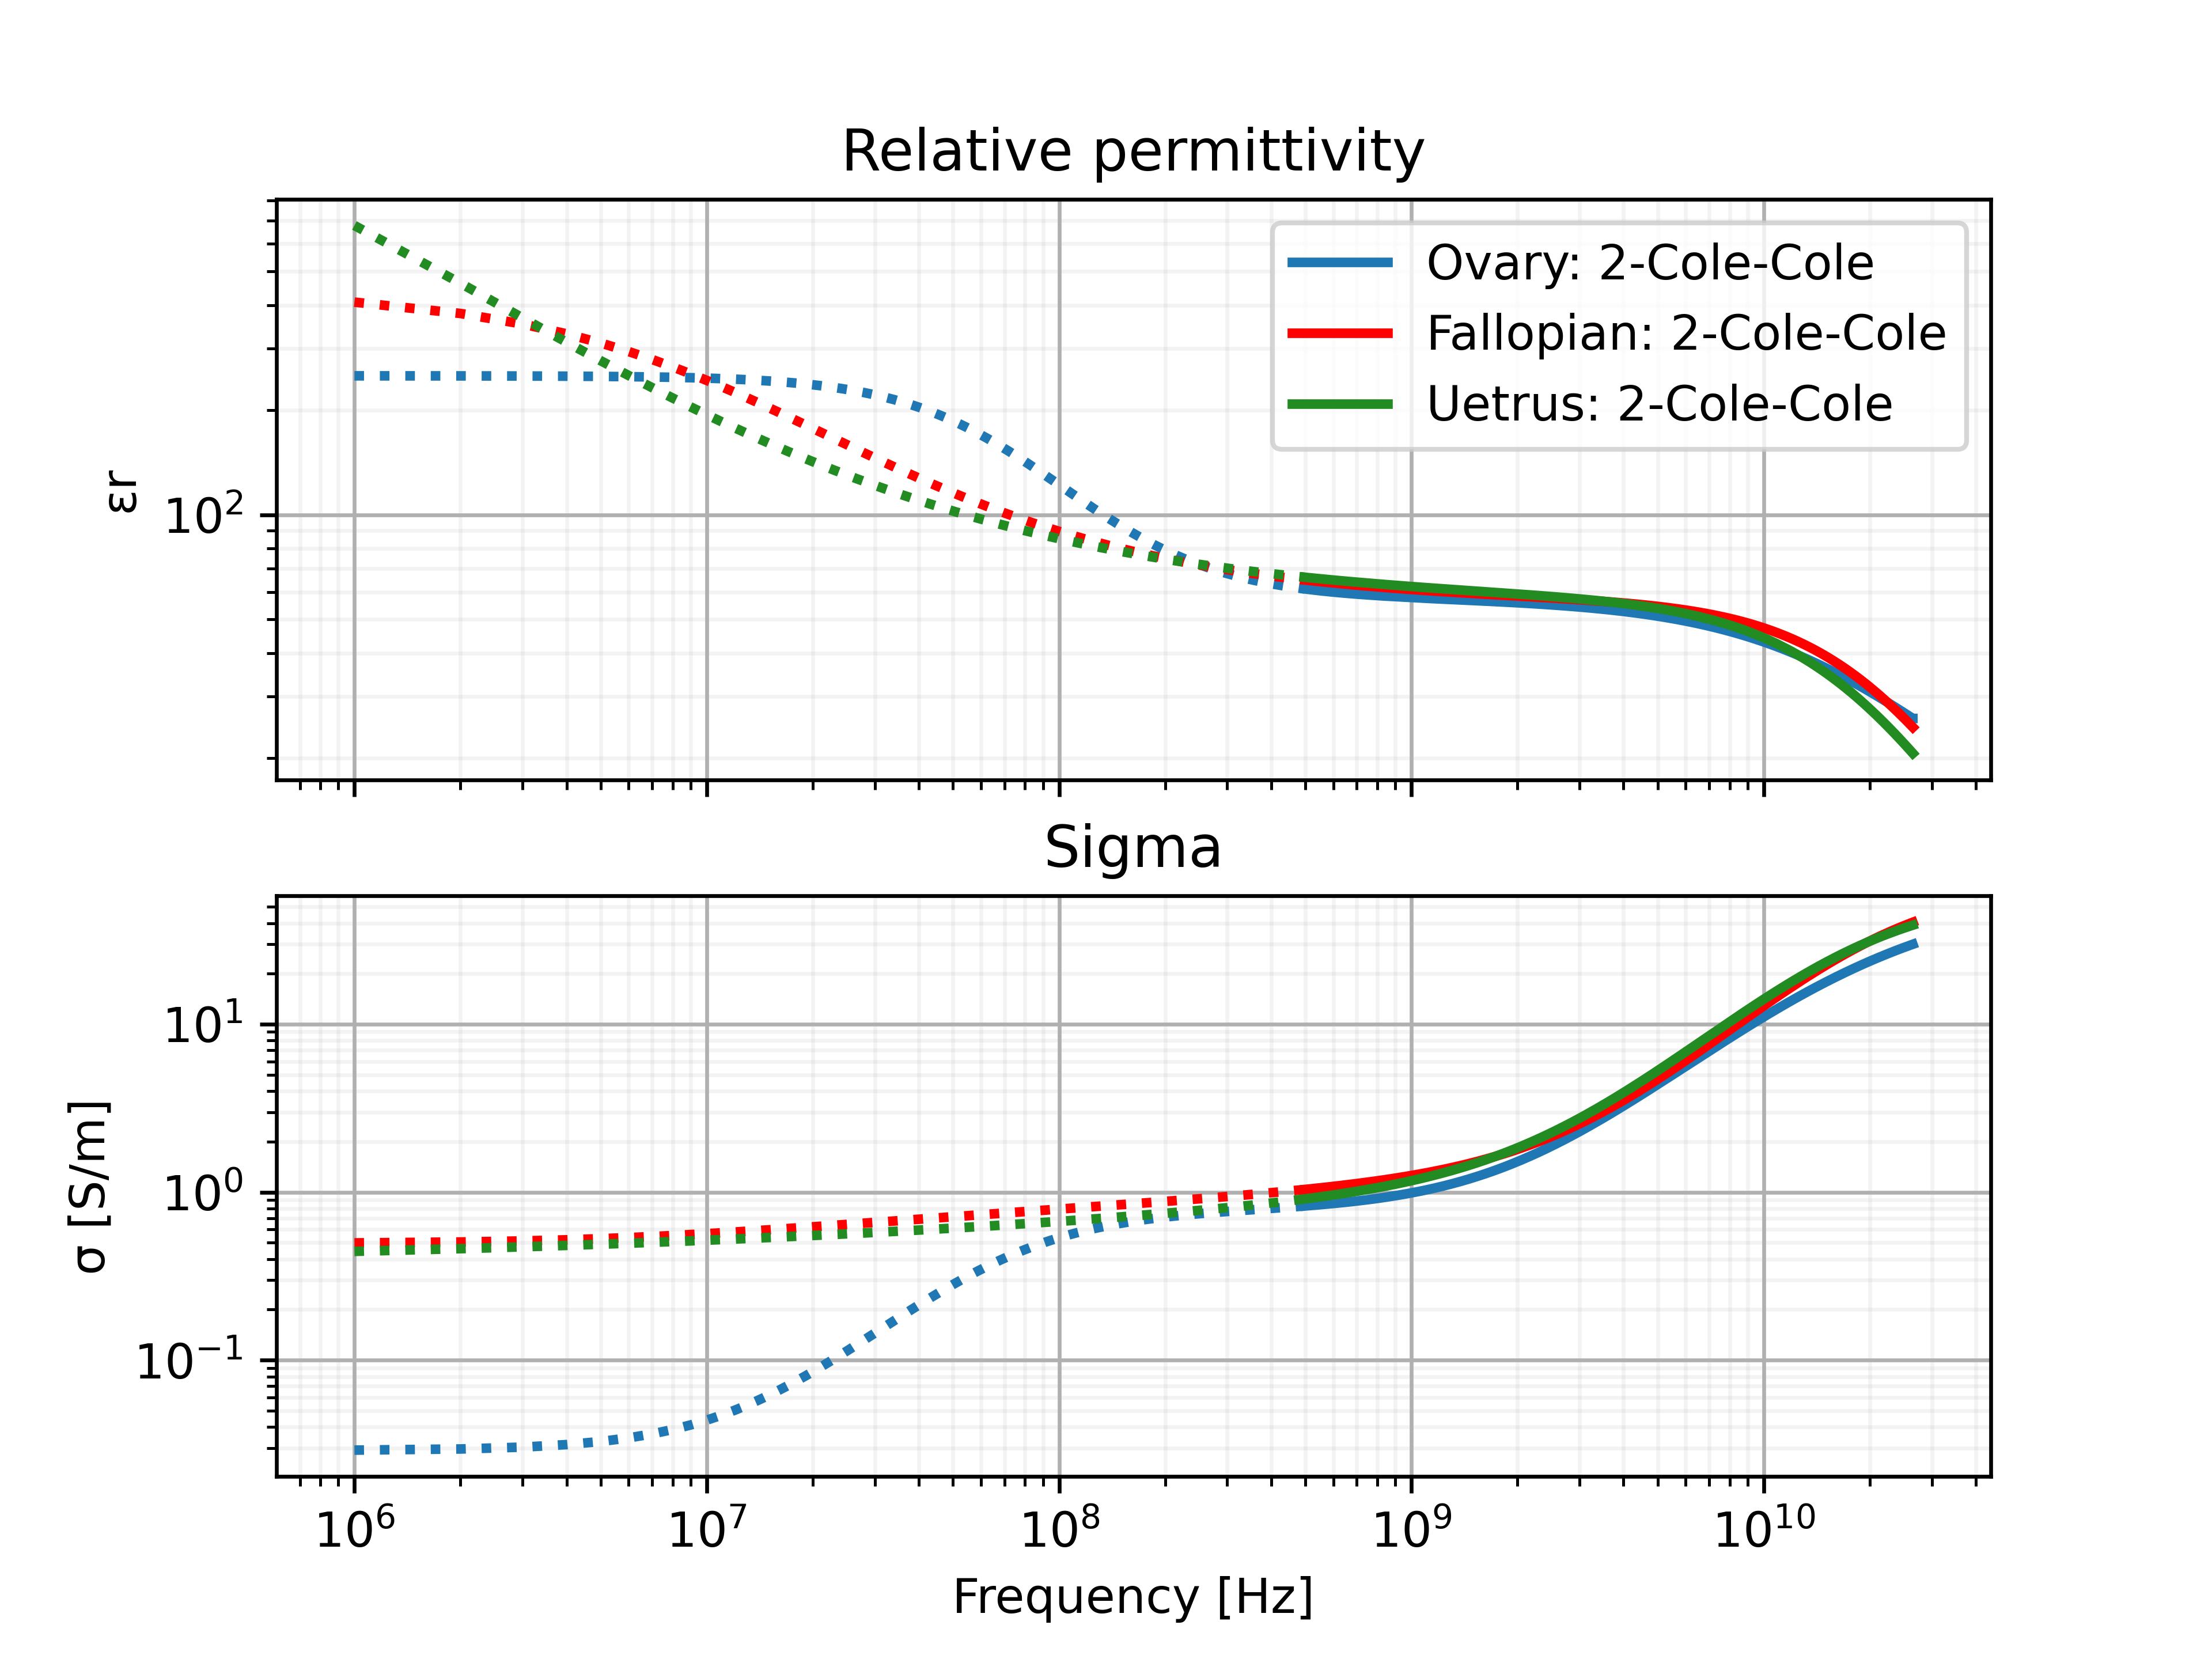 Relative permittivity
εr
10²
Ovary: 2-Cole-Cole
Fallopian: 2-Cole-Cole
Uetrus: 2-Cole-Cole
Sigma
σ [S/m]
10¹
10⁰
10⁻¹
10⁶ 10⁷ 10⁸ 10⁹ 10¹⁰
Frequency [Hz]